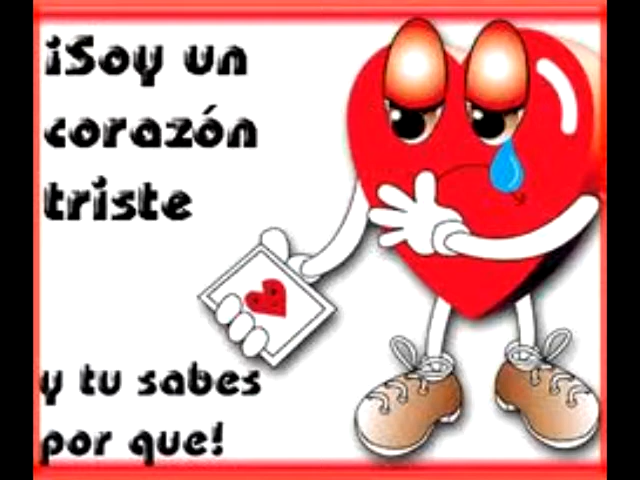 ¡Soy un
corazón
triste
y tu sabes
por que!